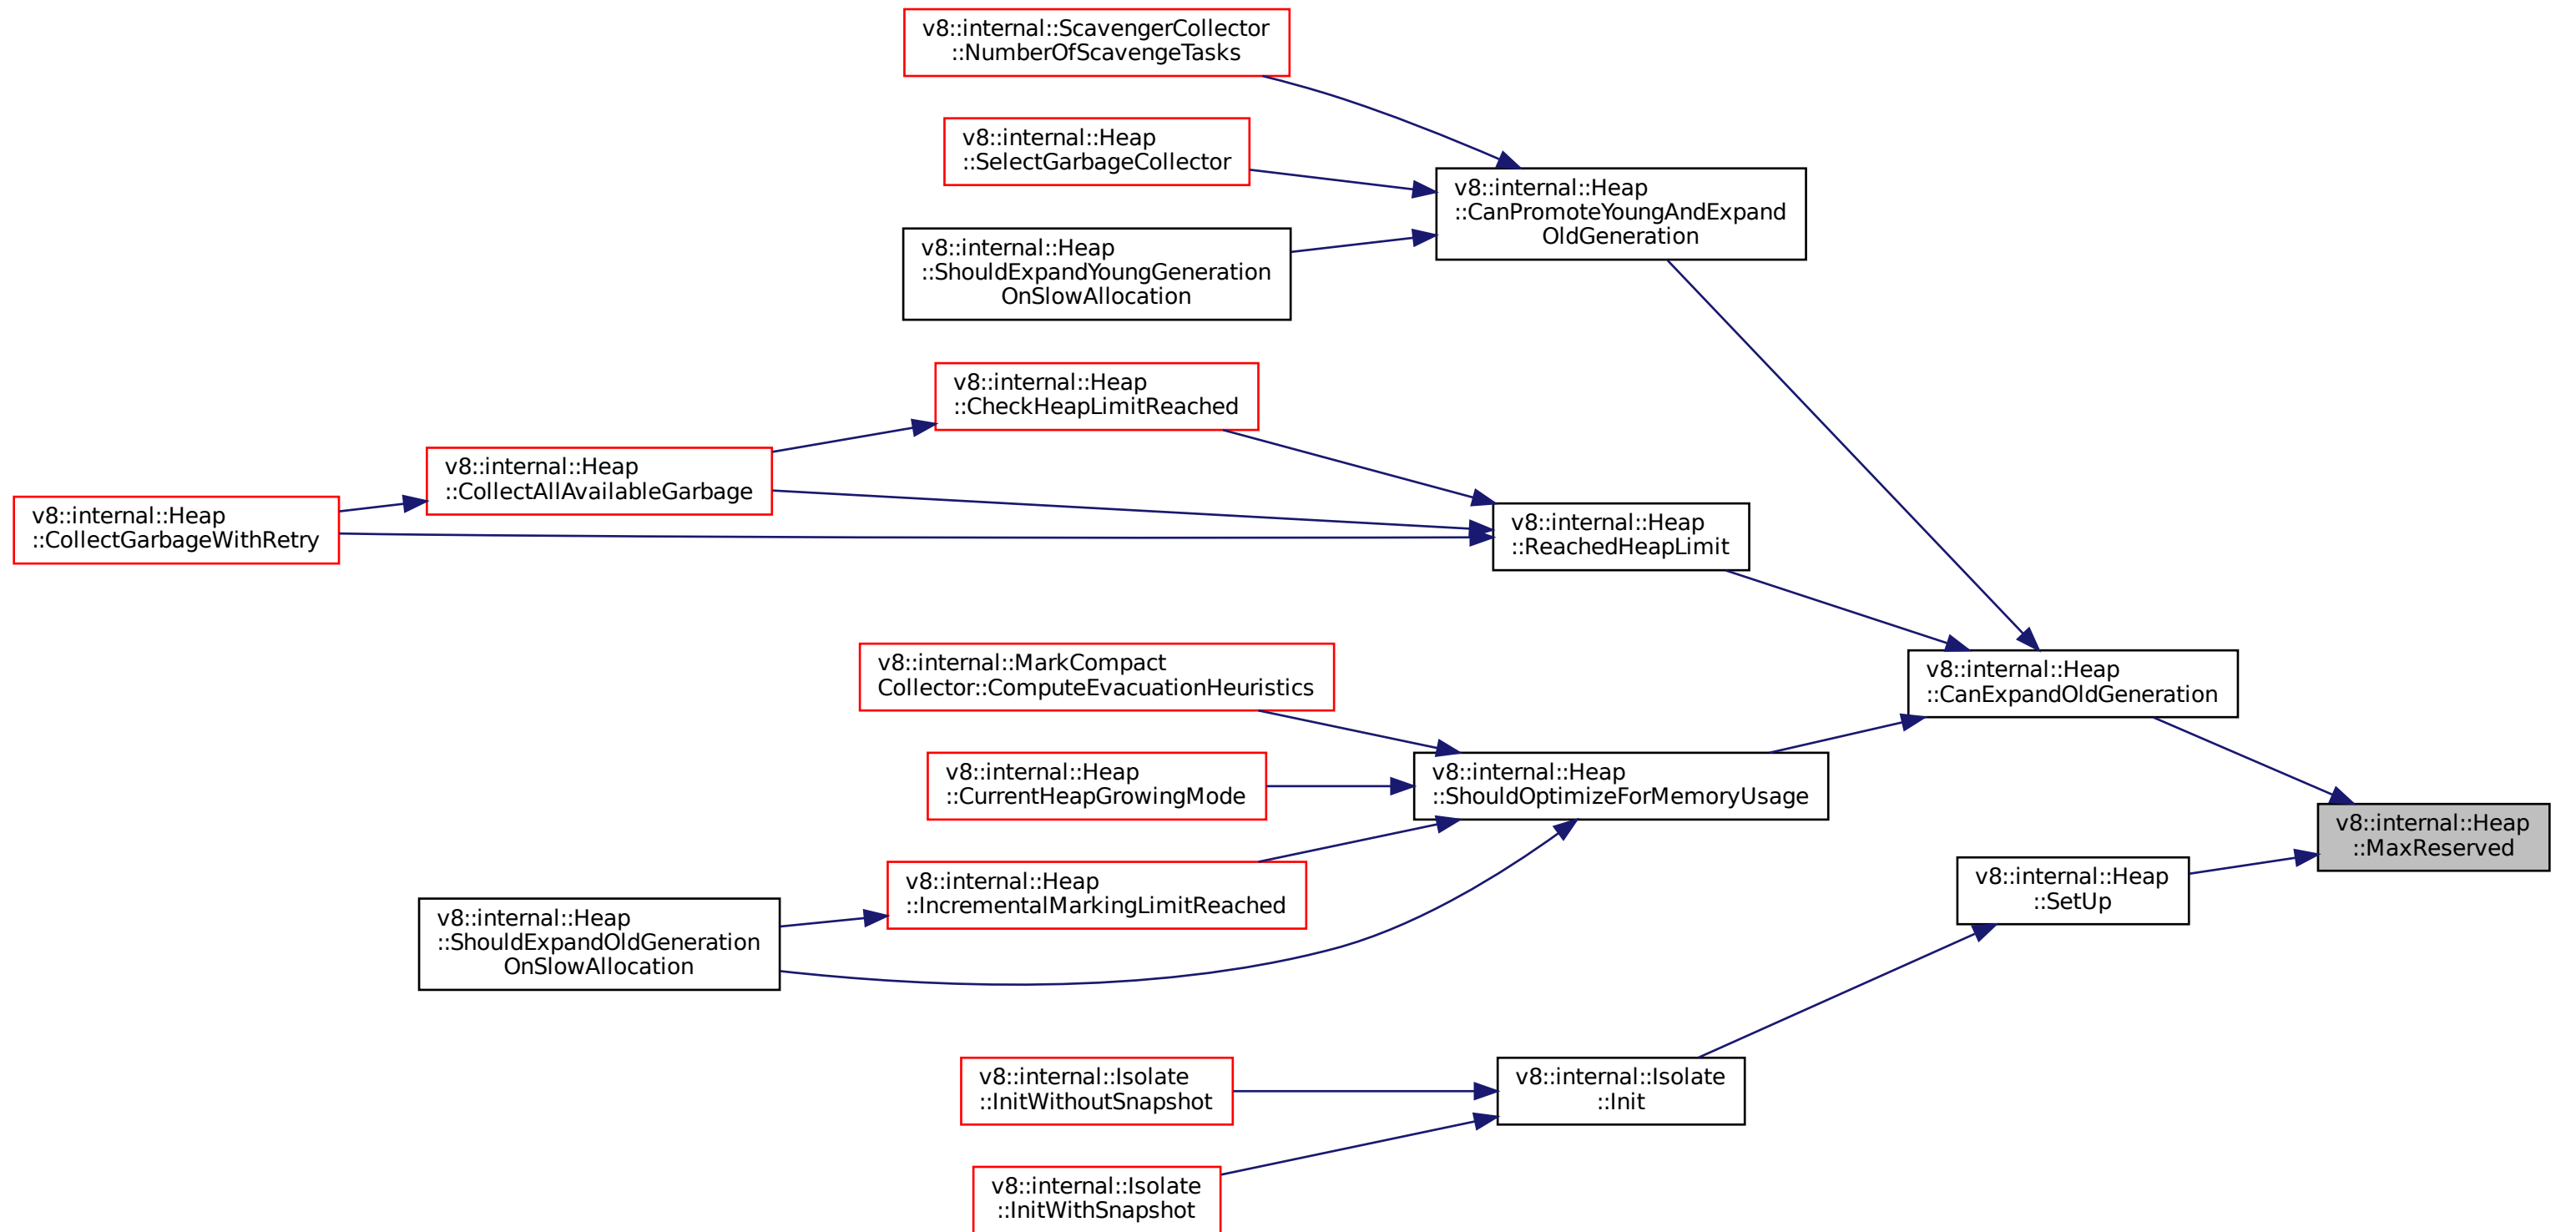 v8::internal::ScavengerCollector
::NumberOfScavengeTasks
v8::internal::Heap
::SelectGarbageCollector
v8::internal::Heap
::CanPromoteYoungAndExpand
OldGeneration
v8::internal::Heap
::ShouldExpandYoungGeneration
OnSlowAllocation
v8::internal::Heap
::CheckHeapLimitReached
v8::internal::Heap
::CollectAllAvailableGarbage
v8::internal::Heap
::CollectGarbageWithRetry
v8::internal::Heap
::ReachedHeapLimit
v8::internal::MarkCompact
Collector::ComputeEvacuationHeuristics
v8::internal::Heap
::CanExpandOldGeneration
v8::internal::Heap
::CurrentHeapGrowingMode
v8::internal::Heap
::ShouldOptimizeForMemoryUsage
v8::internal::Heap
::MaxReserved
v8::internal::Heap
::IncrementalMarkingLimitReached
v8::internal::Heap
::SetUp
v8::internal::Heap
::ShouldExpandOldGeneration
OnSlowAllocation
v8::internal::Isolate
::InitWithoutSnapshot
v8::internal::Isolate
::Init
v8::internal::Isolate
::InitWithSnapshot